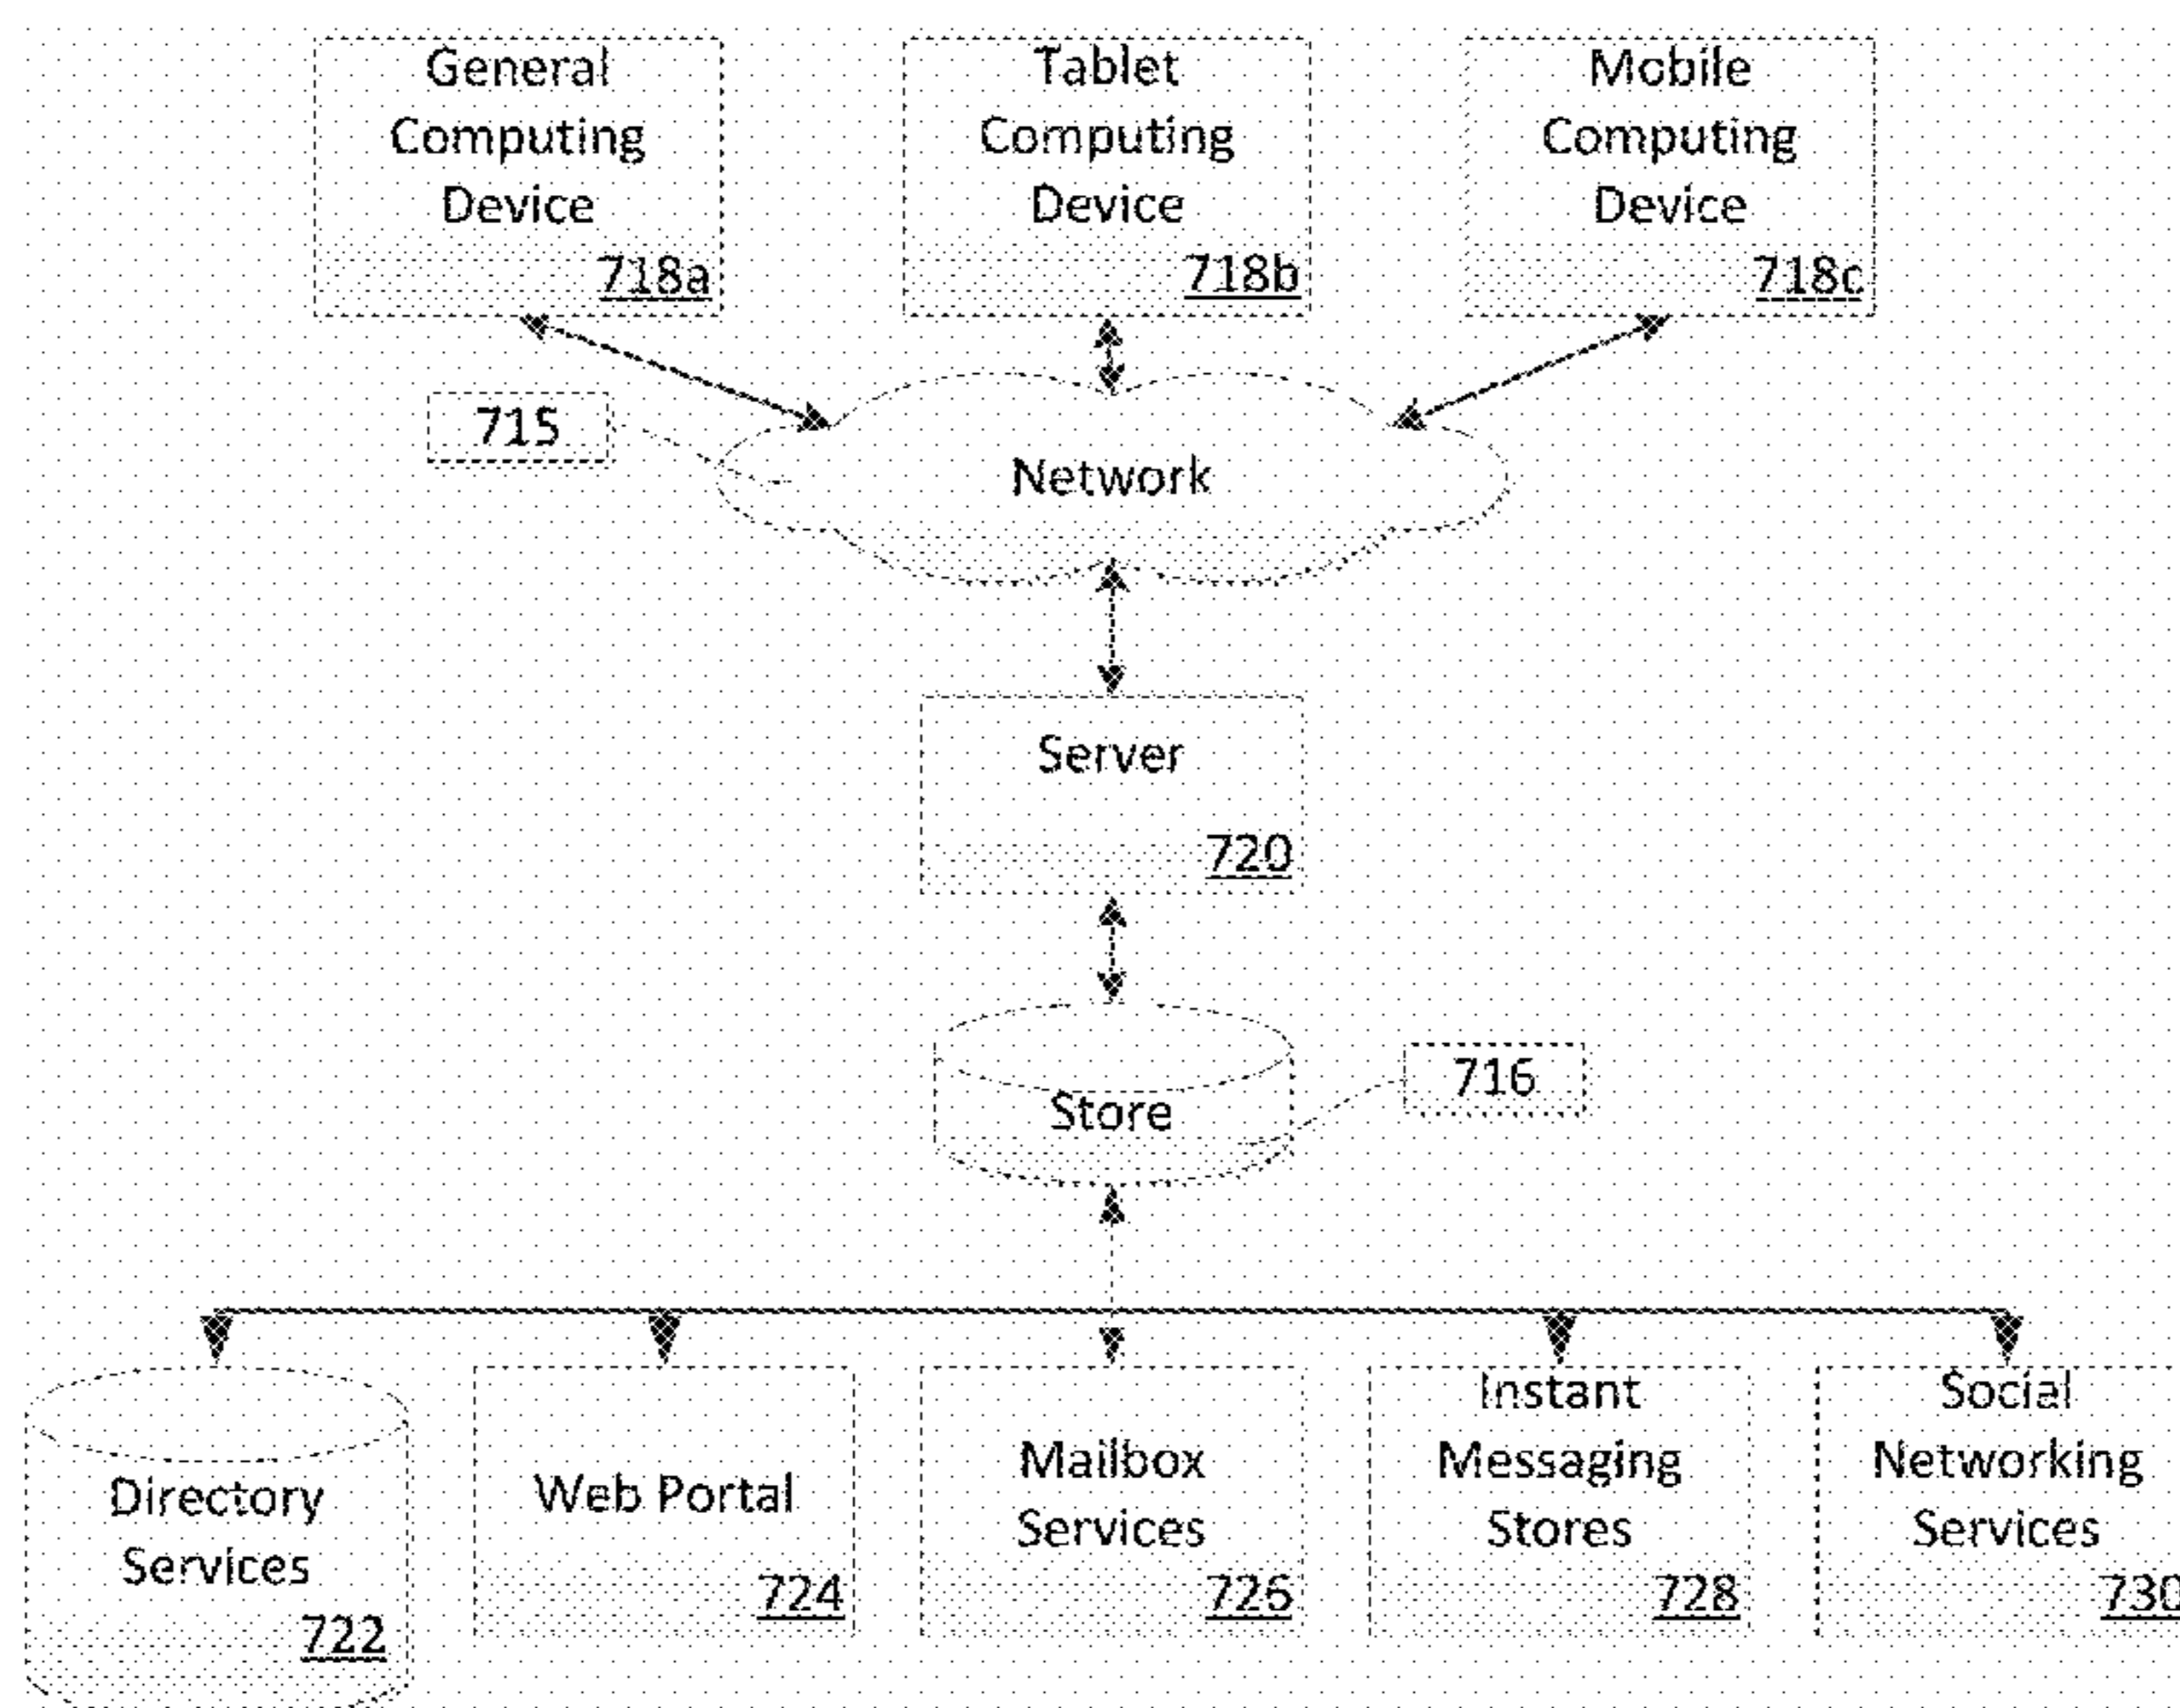 General
Computing
Device
718a
Tablet
Computing
Device
718b
Mobile
Computing
Device
718c
715
Network
Server
720
Store
716
Directory
Services
722
Web Portal
724
Mailbox
Services
726
Instant
Messaging
Stores
728
Social
Networking
Services
730